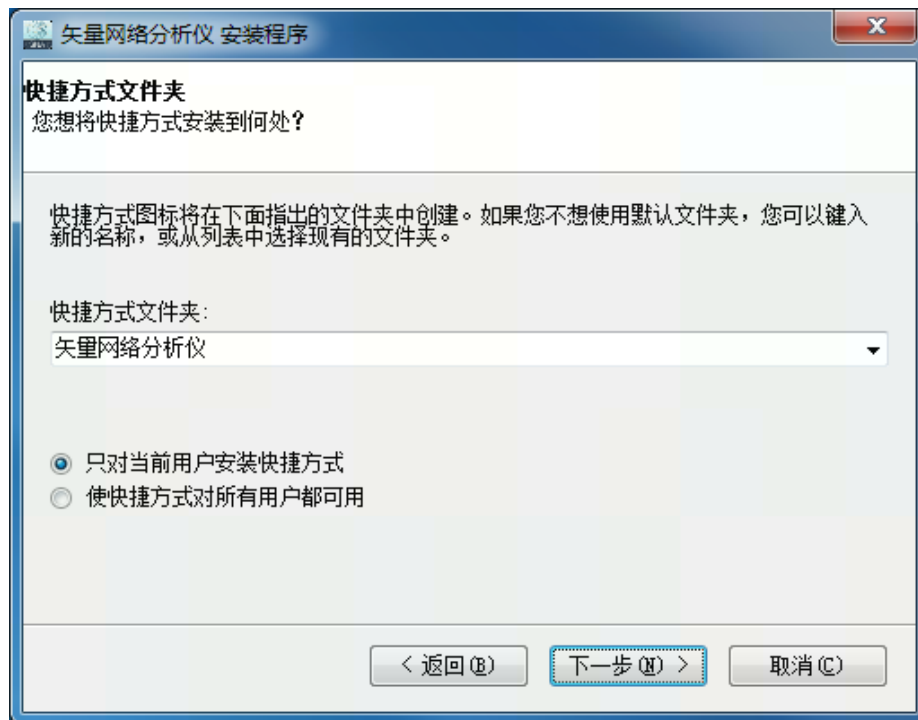 矢量网络分析仪 安装程序
快捷方式文件夹
您想将快捷方式安装到何处?
快捷方式图标将在下面指出的文件夹中创建。如果您不想使用默认文件夹，您可以键入
新的名称，或从列表中选择现有的文件夹。
快捷方式文件夹:
矢量网络分析仪
只对当前用户安装快捷方式
使快捷方式对所有用户都可用
< 返回(B)
下一步(N) >
取消(C)